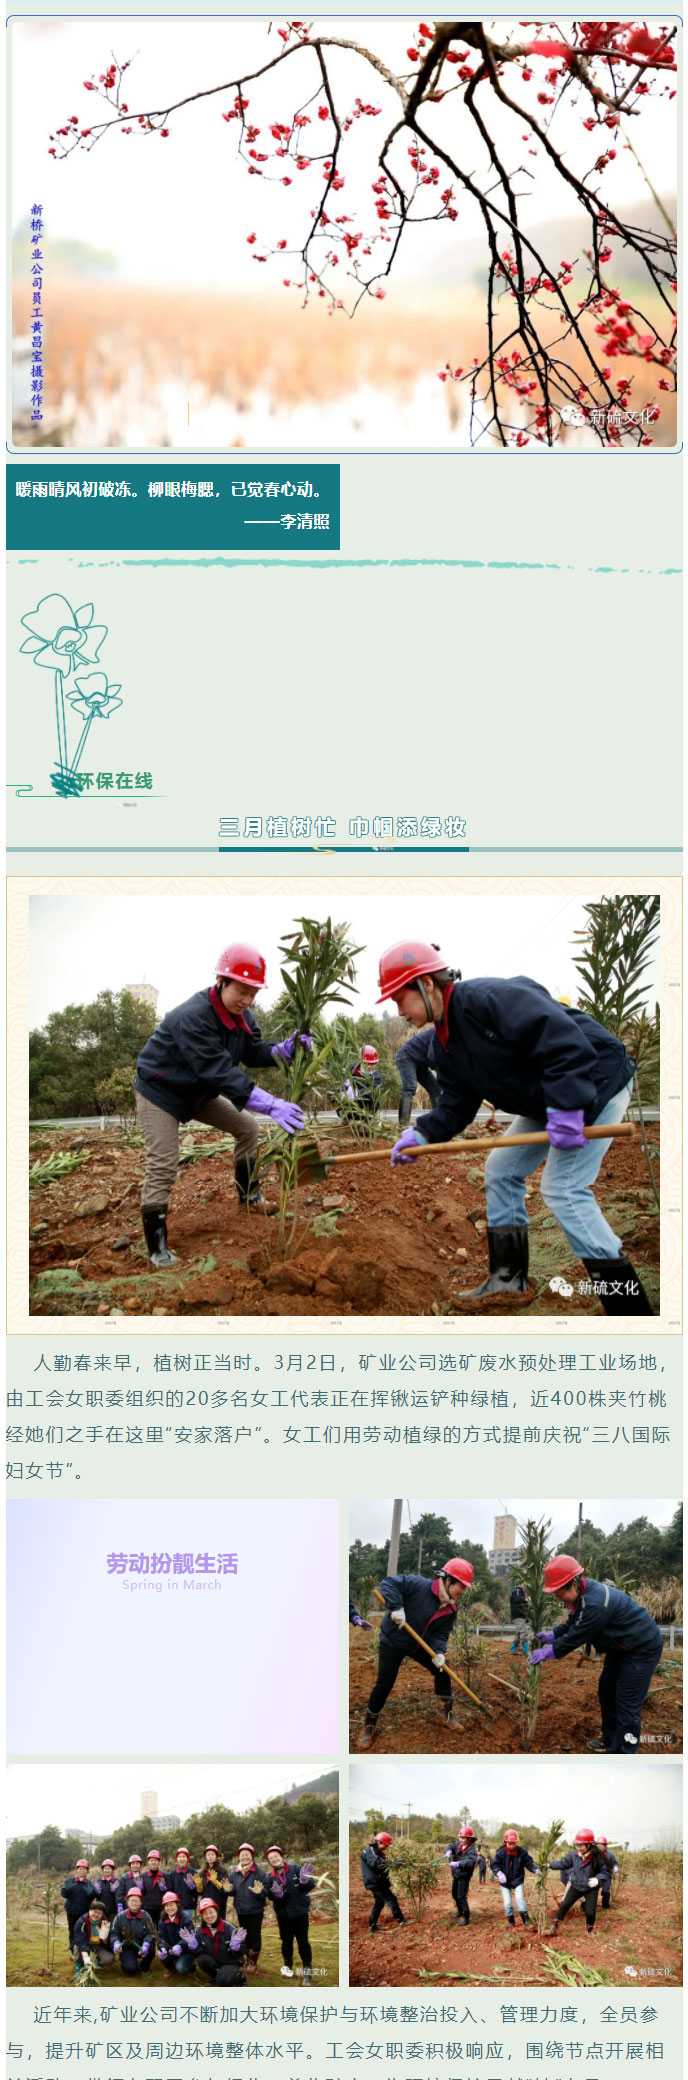 新桥矿业公司员工黄昌宝摄影作品
新硫文化
暖雨晴风初破冻。柳眼梅腮，已觉春心动。
——李清照
环保在线
三月植树忙 巾帼添绿妆
新硫文化
人勤春来早，植树正当时。3月2日，矿业公司选矿废水预处理工业场地，
由工会女职委组织的20多名女工代表正在挥锹运铲种绿植，近400株夹竹桃
经她们之手在这里“安家落户”。女工们用劳动植绿的方式提前庆祝“三八国际
妇女节”。
劳动扮靓生活
Spring in March
新硫文化
新硫文化
新硫文化
近年来,矿业公司不断加大环境保护与环境整治投入、管理力度，全员参
与，提升矿区及周边环境整体水平。工会女职委积极响应，围绕节点开展相